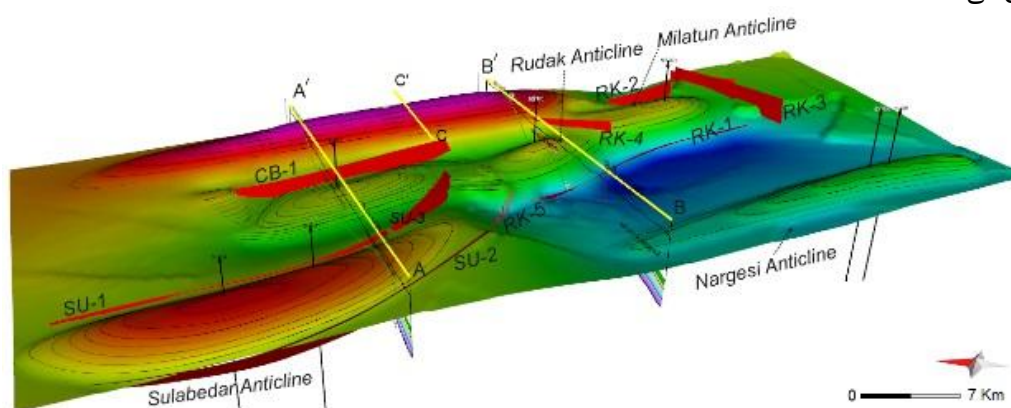 Milatun Anticline
Rudak Anticline
A'
C'
B'
RK-2
RK-3
RK-1
RK-4
C
CB-1
SU-3
RK-5
B
A
SU-2
Nargesi Anticline
SU-1
Sulabedar Anticline
0 7 Km